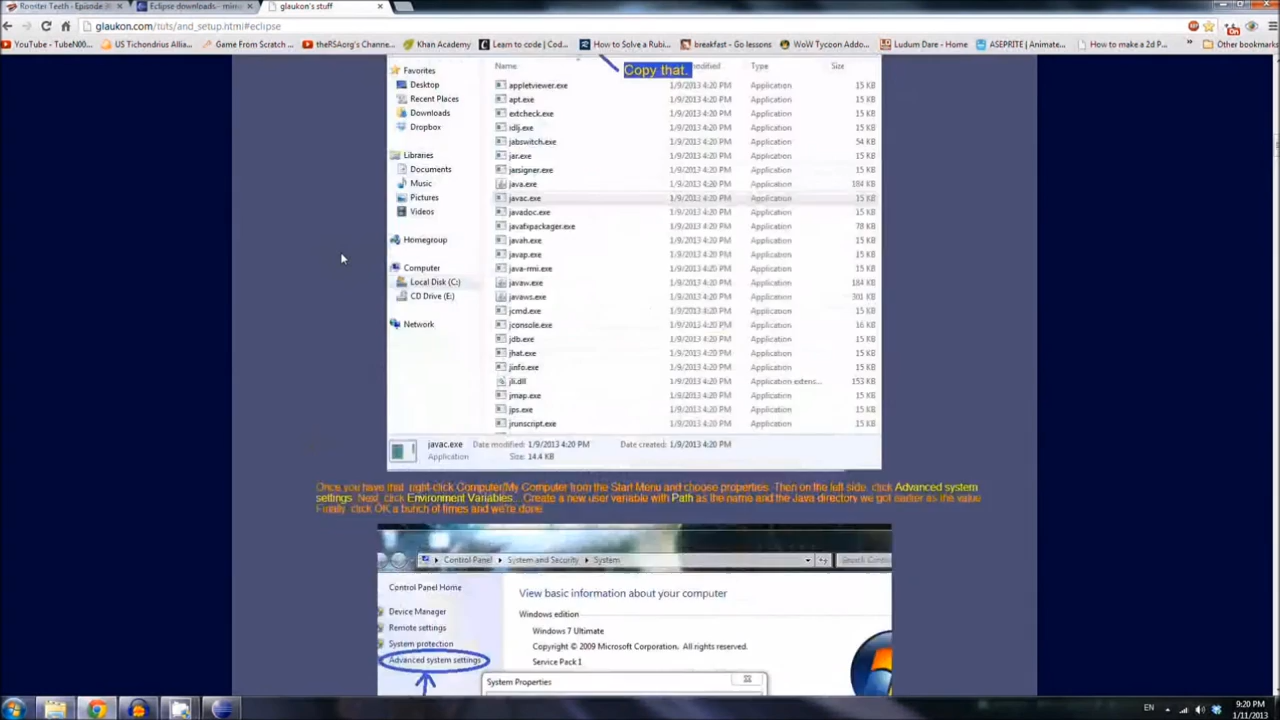 Rooster Teeth - Episode
Eclipse downloads - mirro
glaukon's stuff
glaukon.com/tuts/and_setup.html#eclipse
YouTube - TubeN00...
US Tichondrius Allia...
Game From Scratch ...
theRSAorg's Channe...
Khan Academy
Learn to code | Cod...
How to Solve a Rubi...
breakfast - Go lessons
WoW Tycoon Addo...
Ludum Dare - Home
ASEPRITE | Animate...
How to make a 2d P...
»
Other bookmarks
Copy that.
Name
Type
Size
Favorites
Desktop
Recent Places
Downloads
Dropbox
Libraries
Documents
Music
Pictures
Videos
Homegroup
Computer
Local Disk (C:)
CD Drive (E:)
Network
appletviewer.exe 1/9/2013 4:20 PM Application 15 KB
apt.exe 1/9/2013 4:20 PM Application 15 KB
extcheck.exe 1/9/2013 4:20 PM Application 15 KB
idlj.exe 1/9/2013 4:20 PM Application 15 KB
jabswitch.exe 1/9/2013 4:20 PM Application 54 KB
jar.exe 1/9/2013 4:20 PM Application 15 KB
jarsigner.exe 1/9/2013 4:20 PM Application 15 KB
java.exe 1/9/2013 4:20 PM Application 184 KB
javac.exe 1/9/2013 4:20 PM Application 15 KB
javadoc.exe 1/9/2013 4:20 PM Application 15 KB
javafxpackager.exe 1/9/2013 4:20 PM Application 78 KB
javah.exe 1/9/2013 4:20 PM Application 15 KB
javap.exe 1/9/2013 4:20 PM Application 15 KB
java-rmi.exe 1/9/2013 4:20 PM Application 15 KB
javaw.exe 1/9/2013 4:20 PM Application 184 KB
javaws.exe 1/9/2013 4:20 PM Application 301 KB
jcmd.exe 1/9/2013 4:20 PM Application 15 KB
jconsole.exe 1/9/2013 4:20 PM Application 16 KB
jdb.exe 1/9/2013 4:20 PM Application 15 KB
jhat.exe 1/9/2013 4:20 PM Application 15 KB
jinfo.exe 1/9/2013 4:20 PM Application 15 KB
jli.dll 1/9/2013 4:20 PM Application extens... 153 KB
jmap.exe 1/9/2013 4:20 PM Application 15 KB
jps.exe 1/9/2013 4:20 PM Application 15 KB
jrunscript.exe 1/9/2013 4:20 PM Application 15 KB
javac.exe Date modified: 1/9/2013 4:20 PM Date created: 1/9/2013 4:20 PM
Application Size: 14.4 KB
Once you have that, right-click Computer/My Computer from the Start Menu and choose properties. Then on the left side, click Advanced system
settings. Next, click Environment Variables... Create a new user variable with Path as the name and the Java directory we got earlier as the value
Finally, click OK a bunch of times and we're done
Control Panel ▸ System and Security ▸ System
Search Contr
Control Panel Home
Device Manager
Remote settings
System protection
Advanced system settings
View basic information about your computer
Windows edition
Windows 7 Ultimate
Copyright © 2009 Microsoft Corporation. All rights reserved.
Service Pack 1
System Properties
EN
9:20 PM
1/11/2013